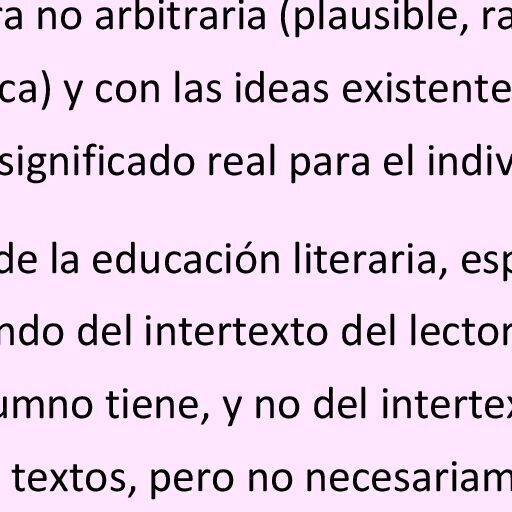 ra no arbitraria (plausible, ra
ca) y con las ideas existente
significado real para el indiv
de la educación literaria, esp
ndo del intertexto del lector
umno tiene, y no del intertex
textos, pero no necesariam